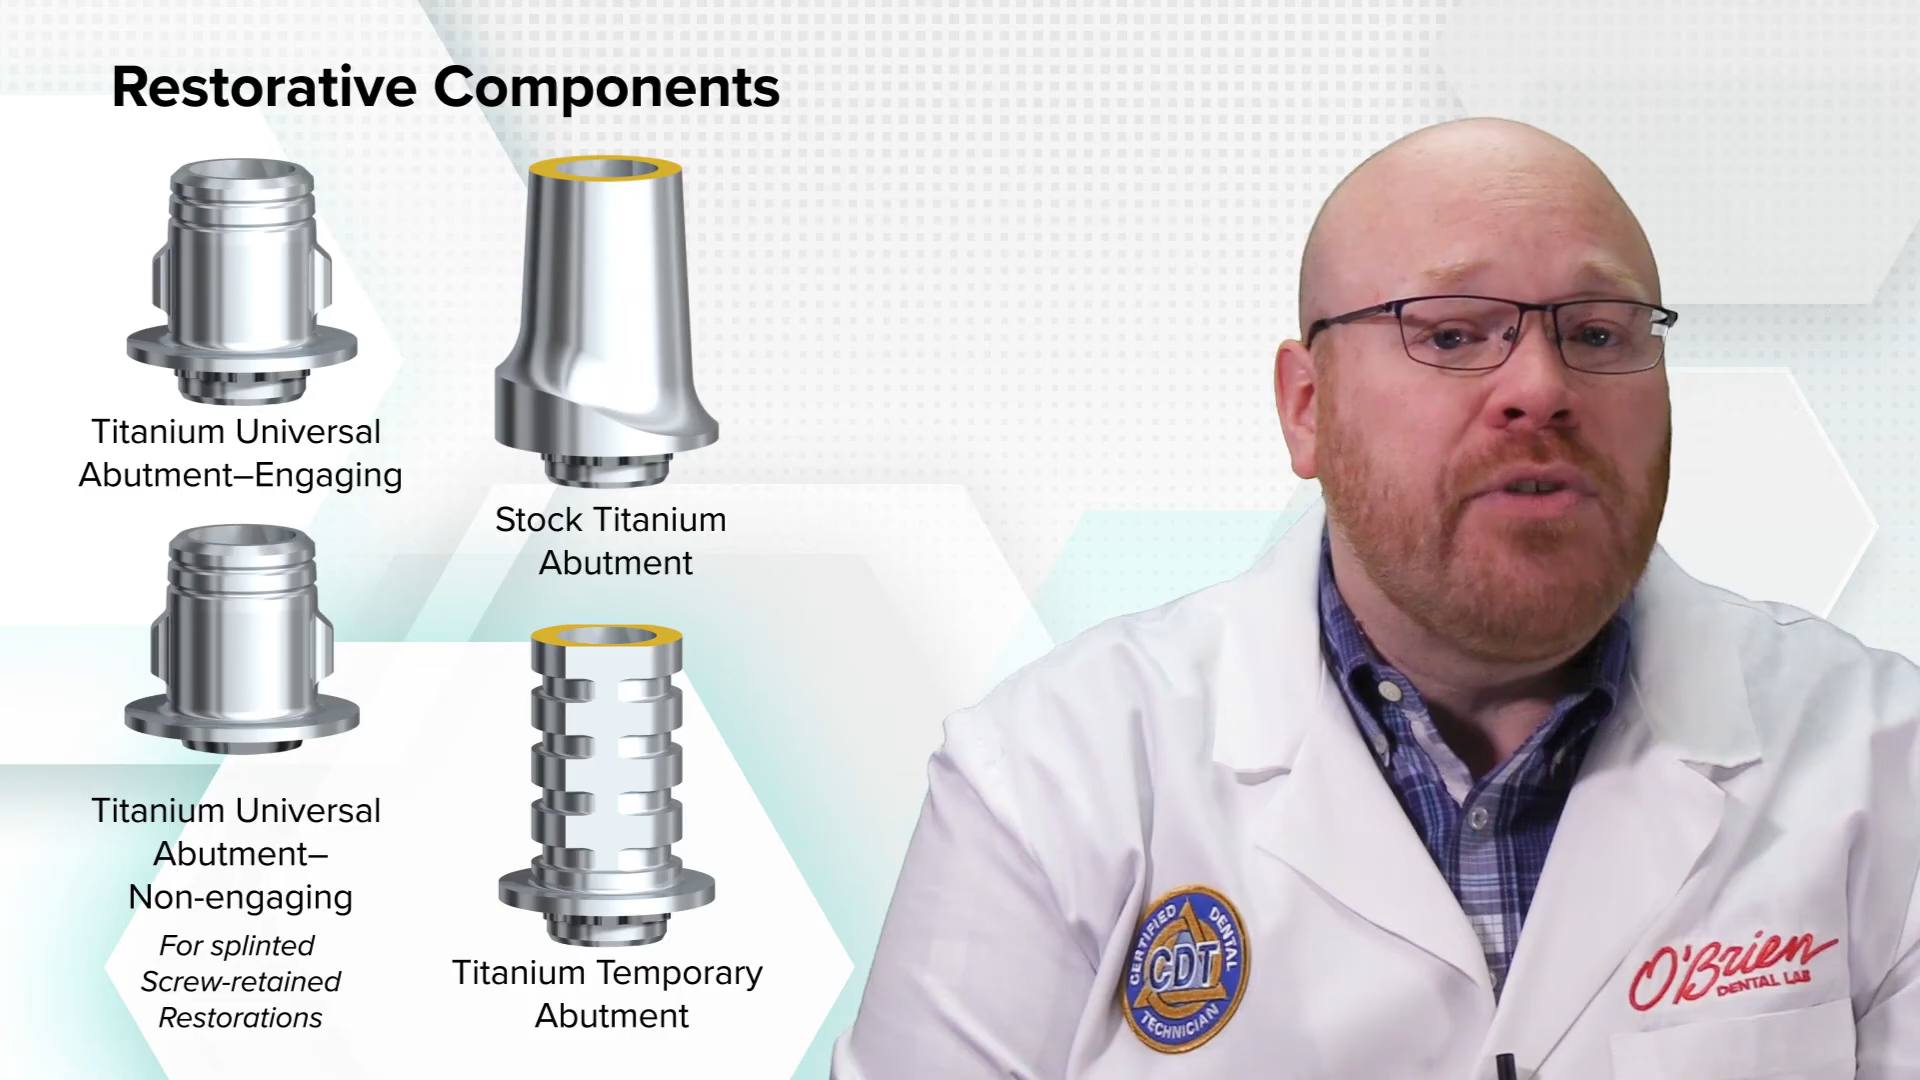 Restorative Components
Titanium Universal
Abutment–Engaging
Stock Titanium
Abutment
Titanium Universal
Abutment–
Non-engaging
For splinted
Screw-retained
Restorations
Titanium Temporary
Abutment
CERTIFIED DENTAL
CDT
TECHNICIAN
O'Brien
DENTAL LAB